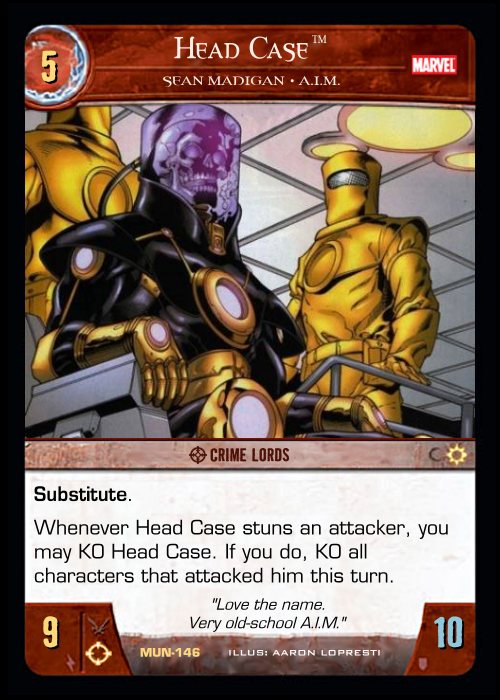 5
HEAD CASE™
SEAN MADIGAN • A.I.M.
MARVEL
CRIME LORDS
C
Substitute.
Whenever Head Case stuns an attacker, you
may KO Head Case. If you do, KO all
characters that attacked him this turn.
"Love the name.
Very old-school A.I.M."
9
MUN-146
ILLUS: AARON LOPRESTI
10